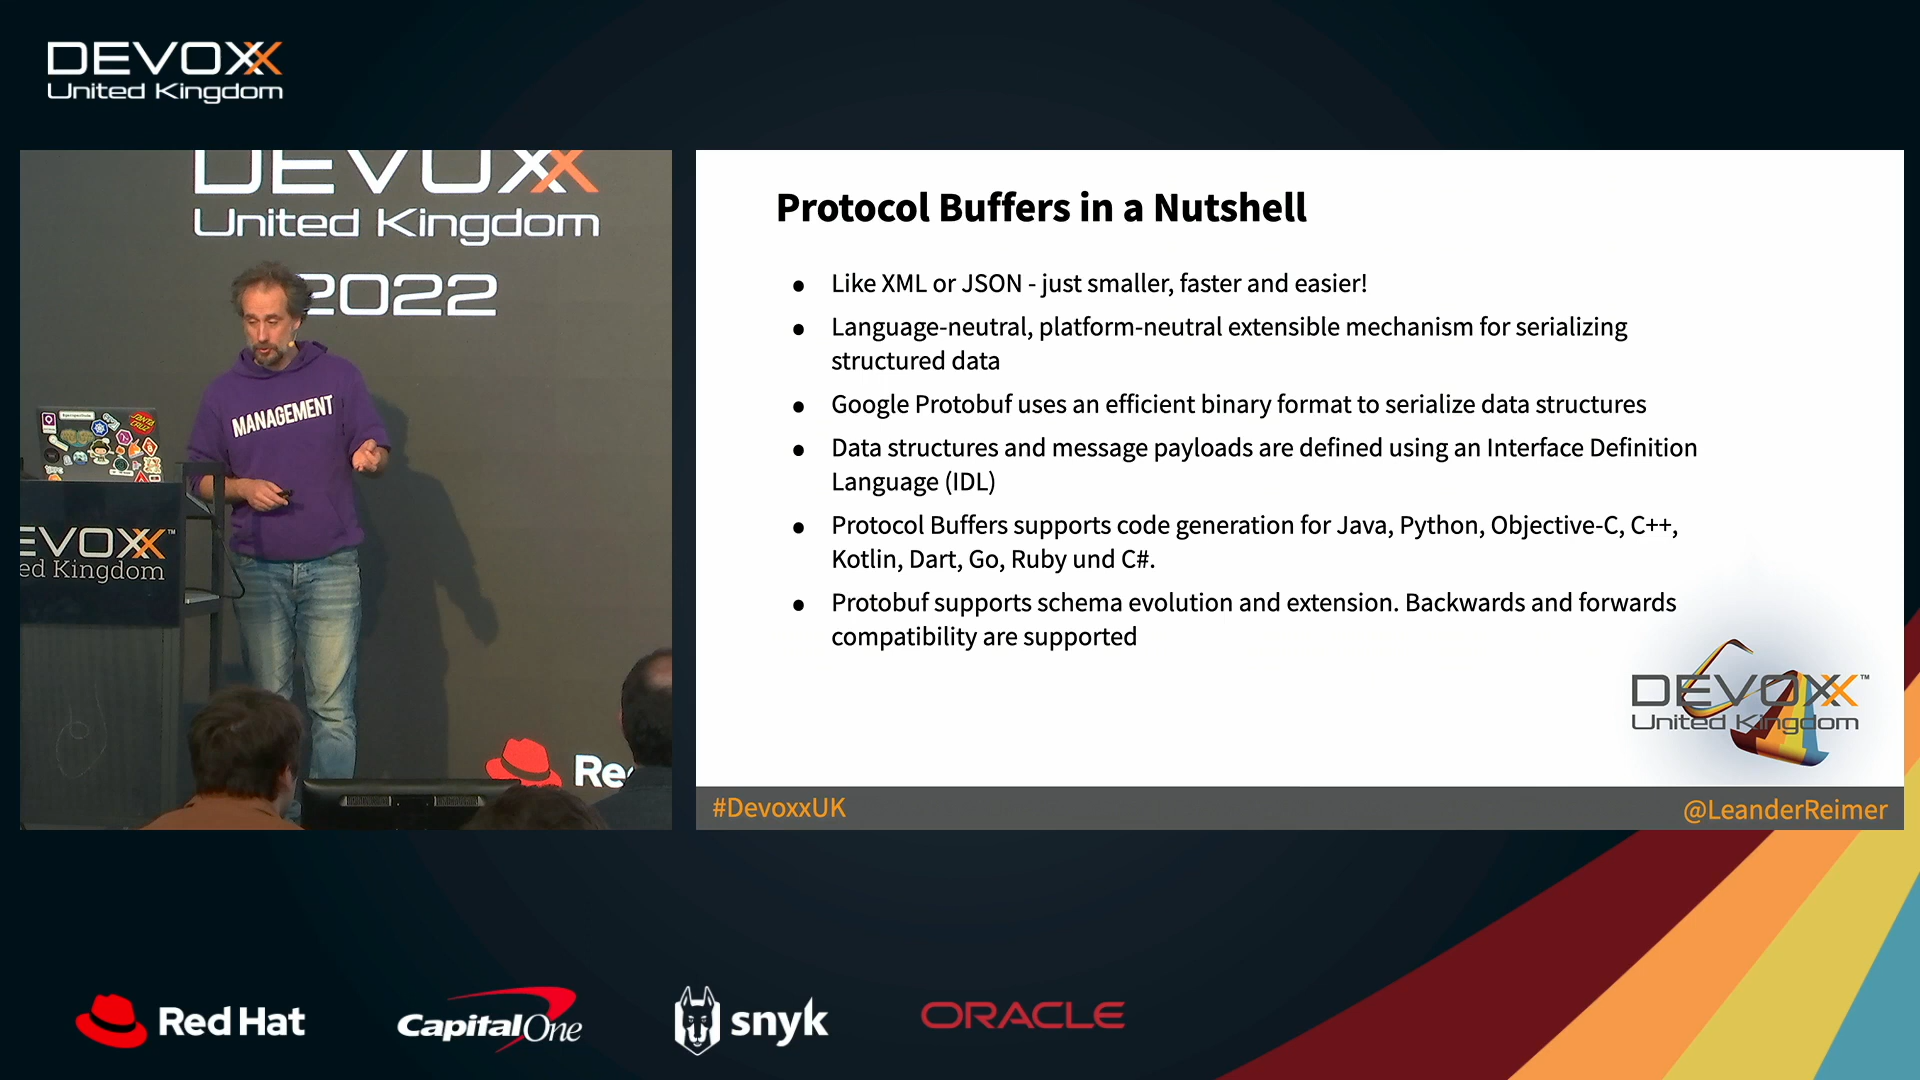 DEVOXX
United Kingdom
DEVOXX
United Kingdom
2022
MANAGEMENT
EVOXX™
ed Kingdom
Re
Protocol Buffers in a Nutshell
● Like XML or JSON - just smaller, faster and easier!
● Language-neutral, platform-neutral extensible mechanism for serializing
structured data
● Google Protobuf uses an efficient binary format to serialize data structures
● Data structures and message payloads are defined using an Interface Definition
Language (IDL)
● Protocol Buffers supports code generation for Java, Python, Objective-C, C++,
Kotlin, Dart, Go, Ruby und C#.
● Protobuf supports schema evolution and extension. Backwards and forwards
compatibility are supported
DEVOXX™
United Kingdom
#DevoxxUK
@LeanderReimer
Red Hat
CapitalOne
snyk
ORACLE